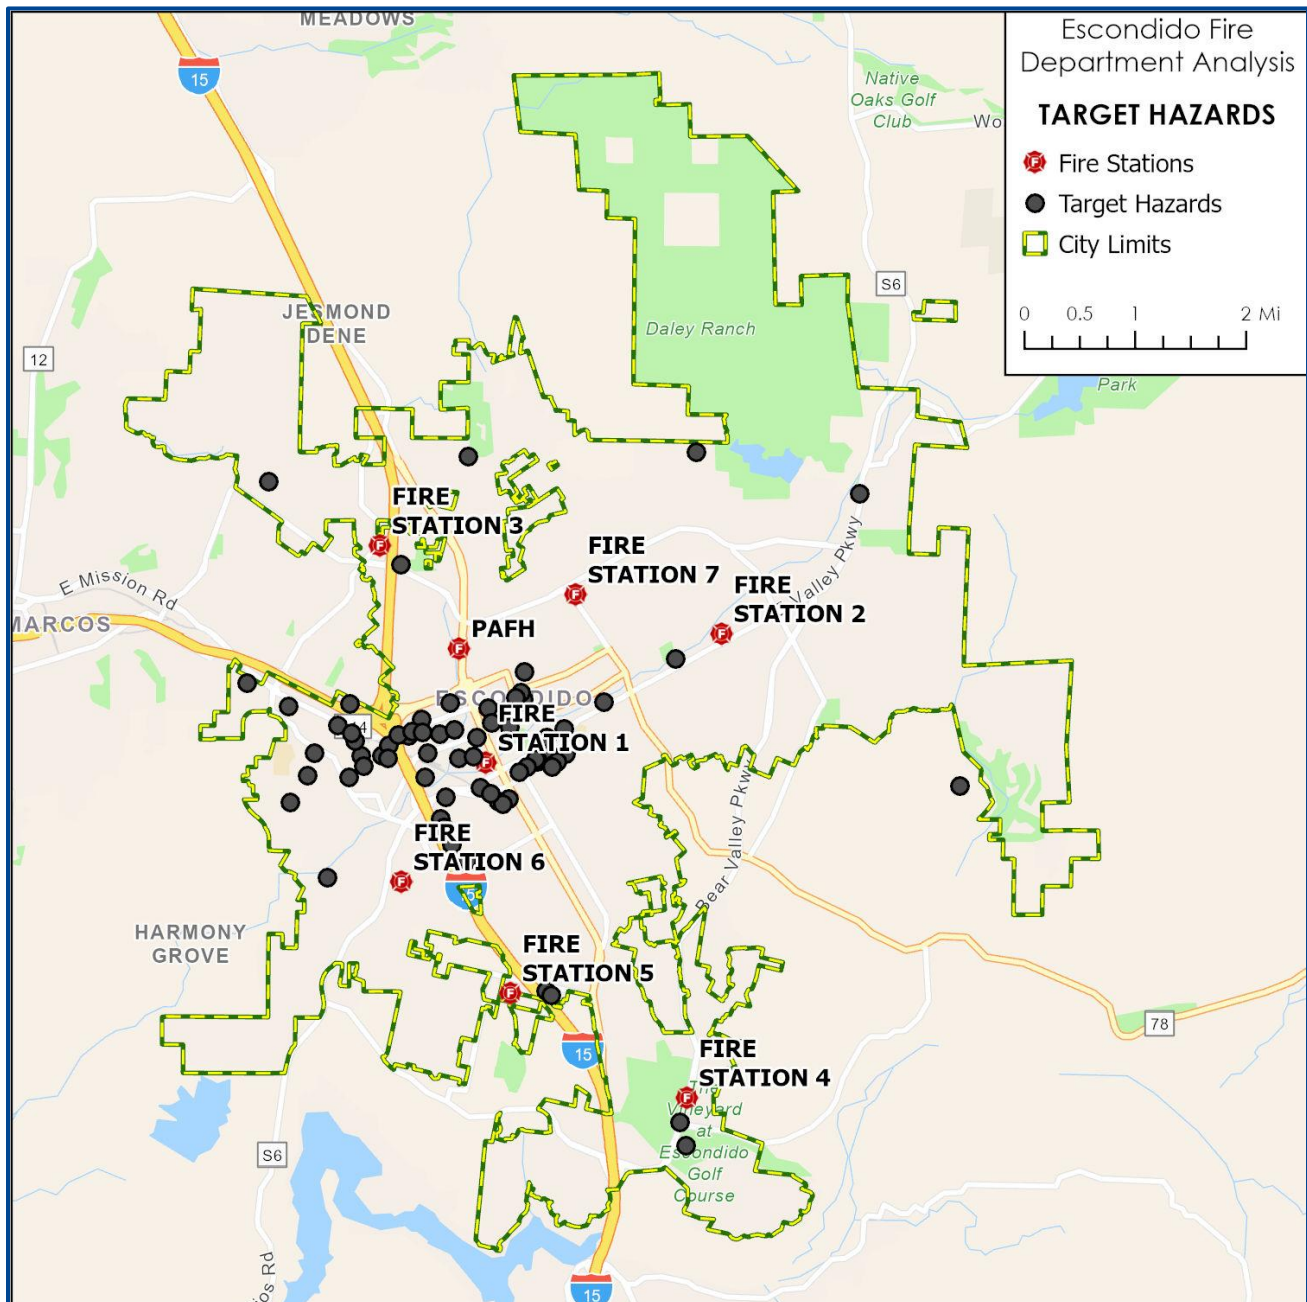 MEADOWS
15
Native
Oaks Golf
Club
Wo
Escondido Fire
Department Analysis
TARGET HAZARDS
Fire Stations
Target Hazards
City Limits
0 0.5 1 2 Mi
S6
JESMOND
DENE
Daley Ranch
12
Park
FIRE
STATION 3
FIRE
STATION 7
FIRE
STATION 2
Valley Pkwy
E Mission Rd
MARCOS
PAFH
ESCONDIDO
FIRE
STATION 1
Bear Valley Pkwy
FIRE
STATION 6
HARMONY
GROVE
FIRE
STATION 5
15
78
FIRE
STATION 4
The
Vineyard
at
Escondido
Golf
Course
S6
15